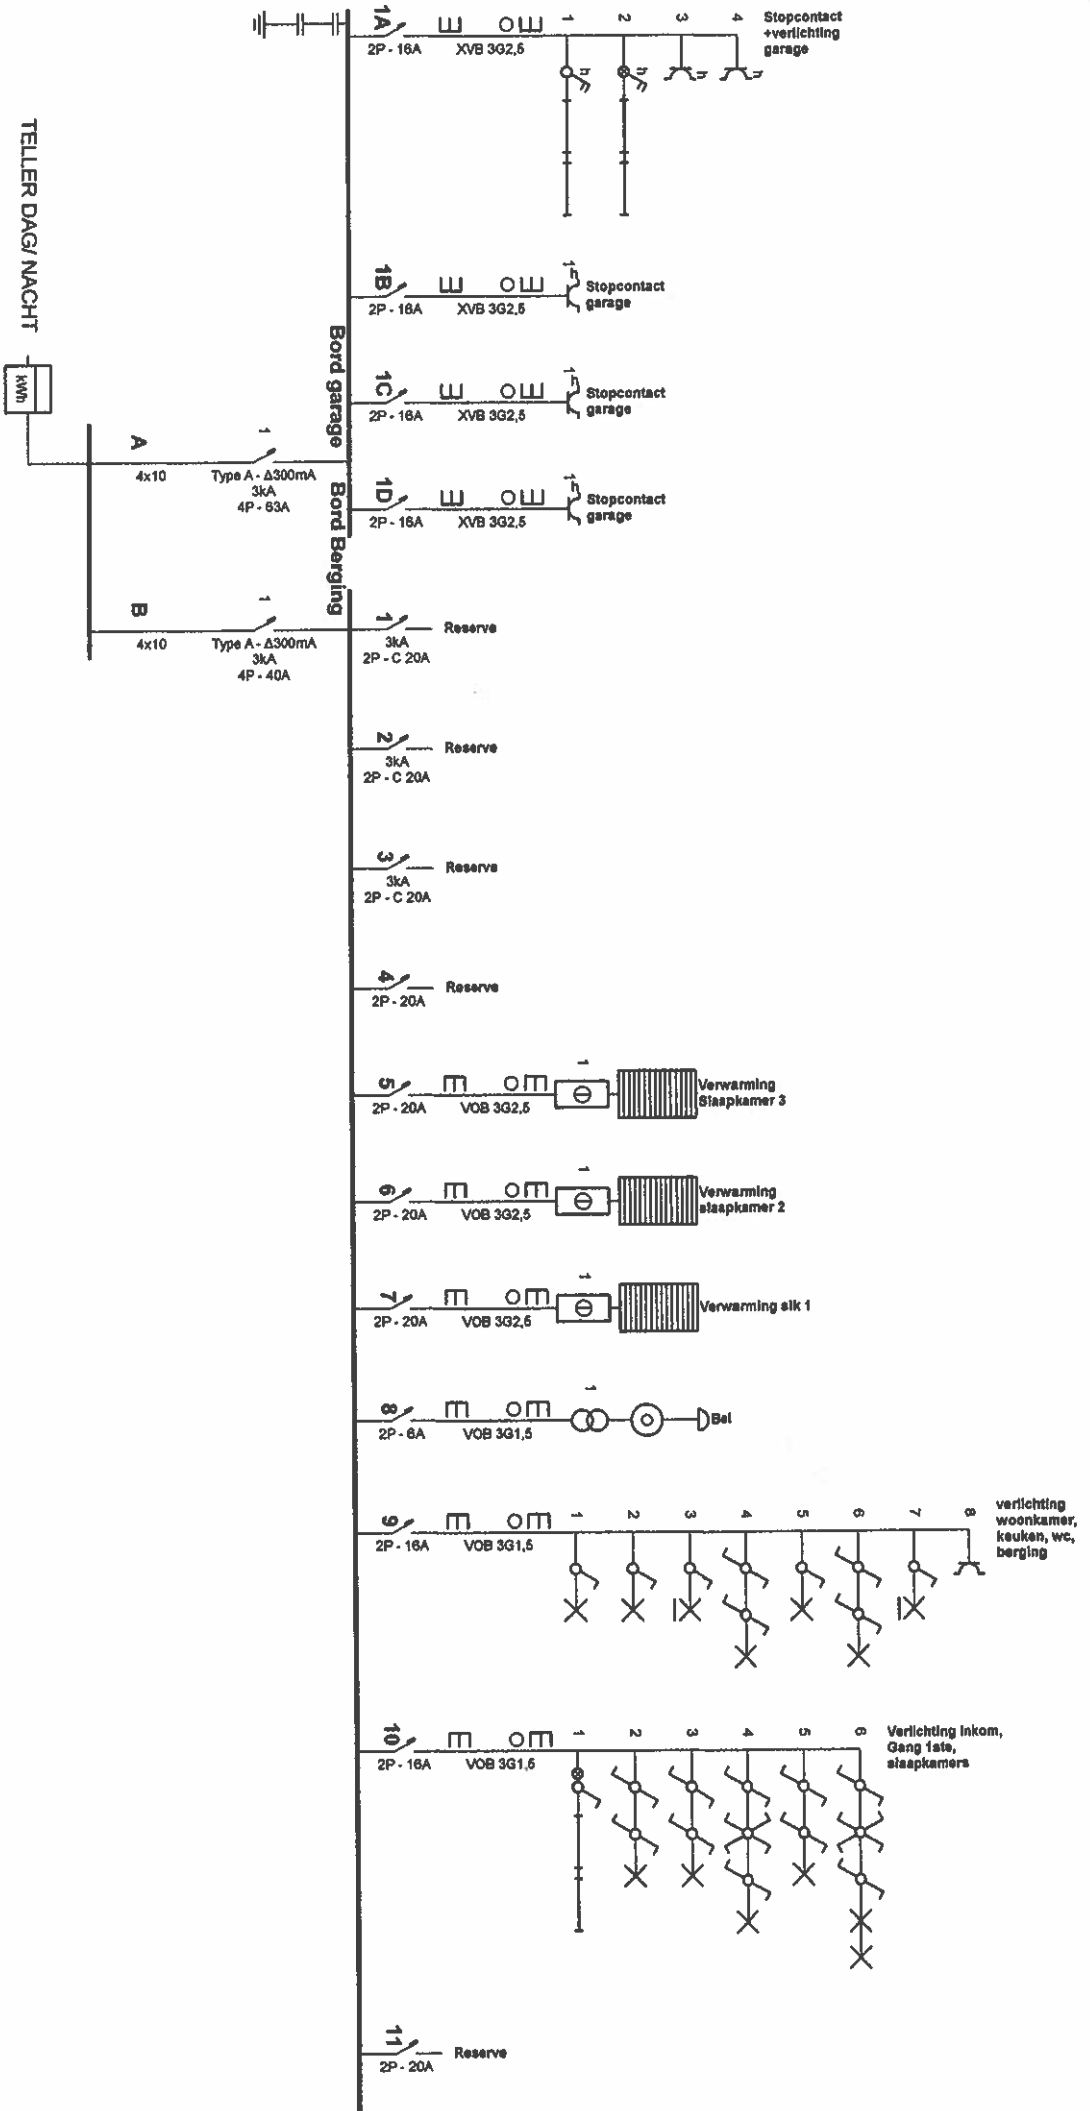 1A
2P - 16A
XVB 3G2,5
1
2
3
4
Stopcontact
+verlichting
garage
h
h
h
h
TELLER DAG/ NACHT
kWh
1B
2P - 16A
XVB 3G2,5
1
h
Stopcontact
garage
Bord garage
1C
2P - 16A
XVB 3G2,5
1
h
Stopcontact
garage
A
4x10
1
Type A - Δ300mA
3kA
4P - 63A
1D
2P - 16A
XVB 3G2,5
1
h
Stopcontact
garage
Bord Berging
B
4x10
1
Type A - Δ300mA
3kA
4P - 40A
1
3kA
2P - C 20A
Reserve
2
3kA
2P - C 20A
Reserve
3
3kA
2P - C 20A
Reserve
4
2P - 20A
Reserve
5
2P - 20A
VOB 3G2,5
1
Verwarming
Slaapkamer 3
6
2P - 20A
VOB 3G2,5
1
Verwarming
slaapkamer 2
7
2P - 20A
VOB 3G2,5
1
Verwarming slk 1
8
2P - 6A
VOB 3G1,5
1
Bel
9
2P - 16A
VOB 3G1,5
1
2
3
4
5
6
7
8
verlichting
woonkamer,
keuken, wc,
berging
10
2P - 16A
VOB 3G1,5
1
2
3
4
5
6
Verlichting inkom,
Gang 1ste,
slaapkamers
11
2P - 20A
Reserve